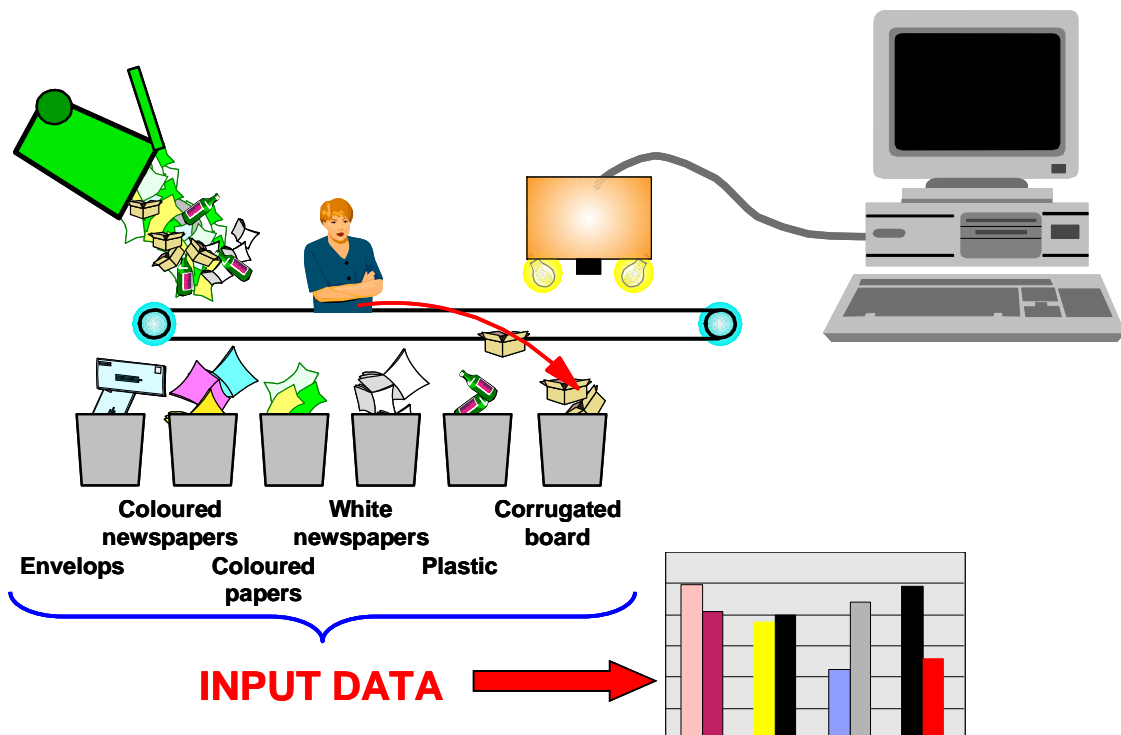 Coloured
newspapers
White
newspapers
Corrugated
board
Envelops
Coloured
papers
Plastic
INPUT DATA